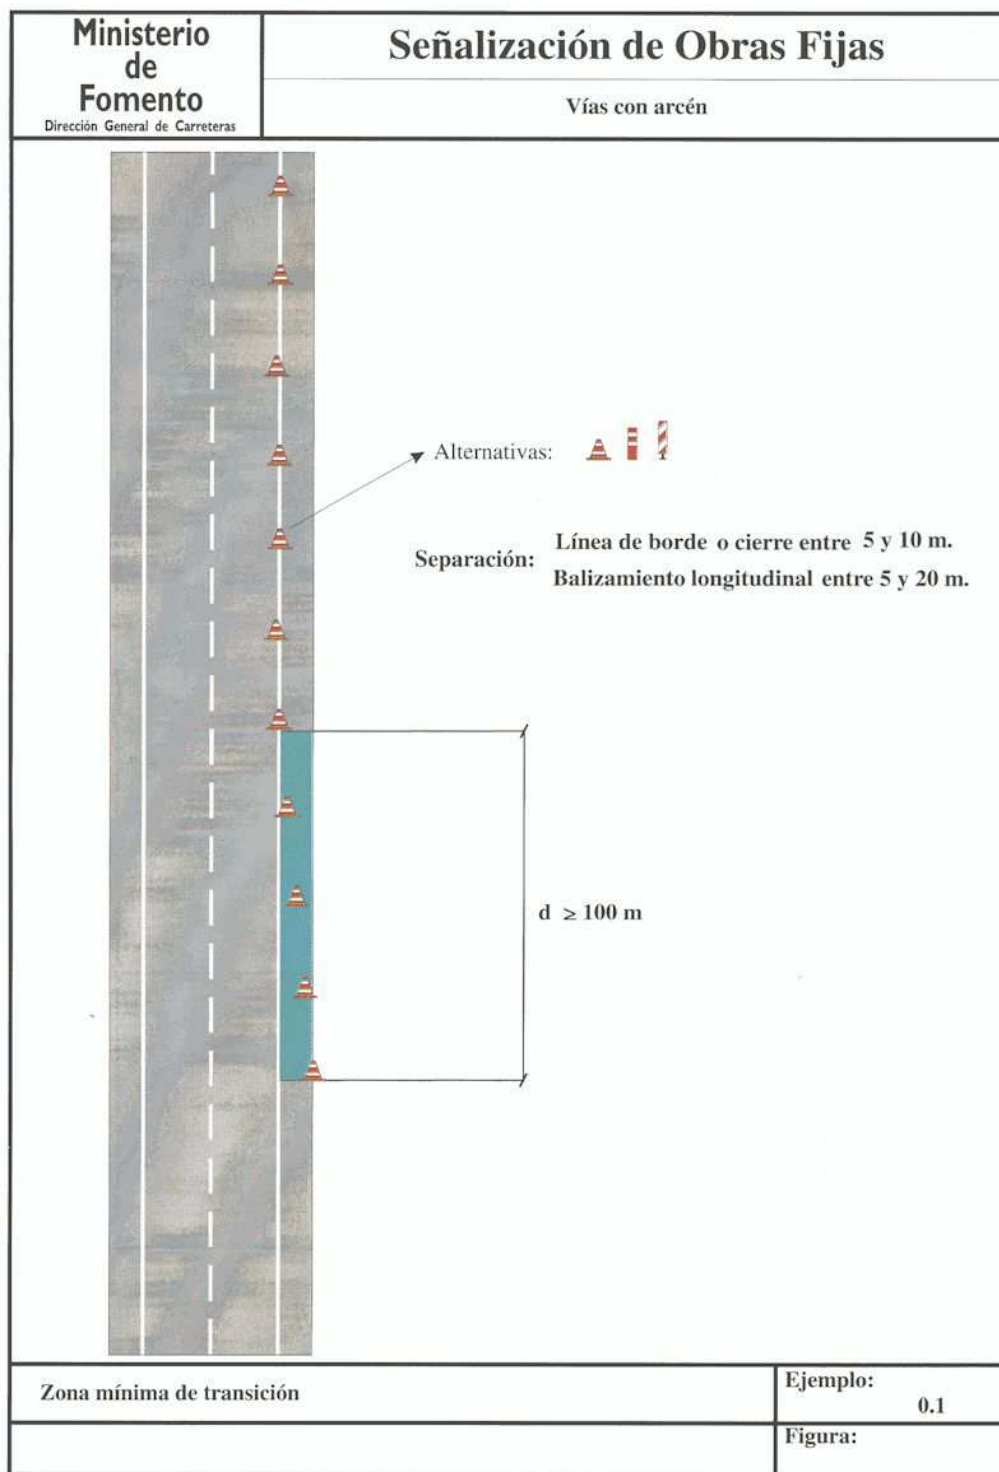 Ministerio
de
Fomento
Dirección General de Carreteras
Señalización de Obras Fijas
Vías con arcén
Alternativas:
Separación:
Línea de borde o cierre entre 5 y 10 m.
Balizamiento longitudinal entre 5 y 20 m.
d ≥ 100 m
Zona mínima de transición
Ejemplo:
0.1
Figura: